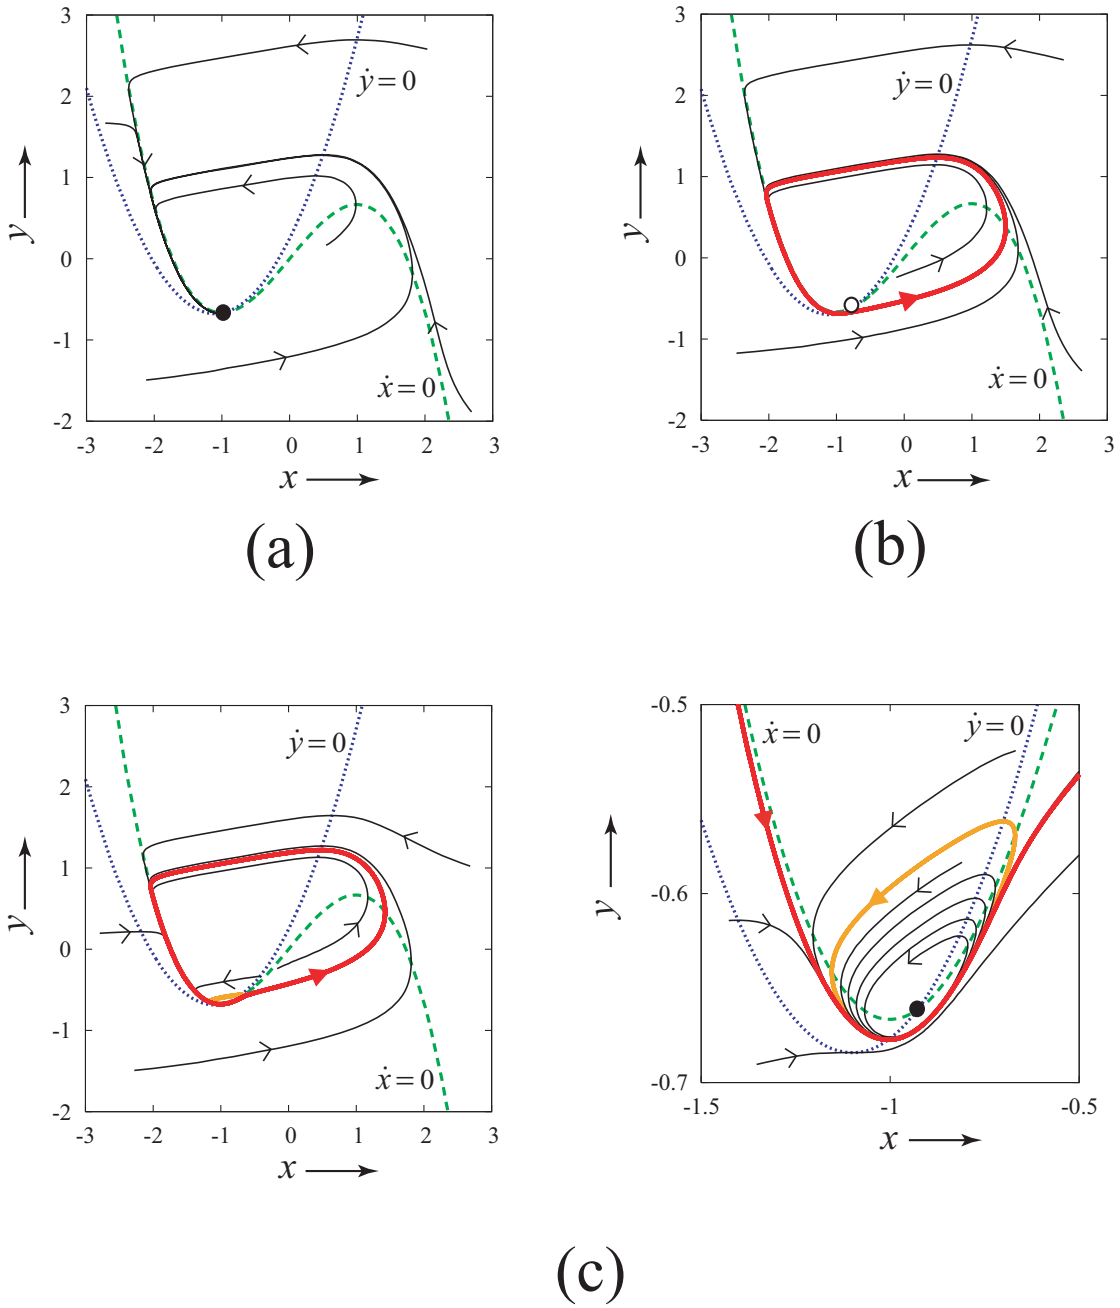 3
2
1
0
-1
-2
-3
-2
-1
0
1
2
3
y
x
ẏ = 0
ẋ = 0
(a)
3
2
1
0
-1
-2
-3
-2
-1
0
1
2
3
y
x
ẏ = 0
ẋ = 0
(b)
3
2
1
0
-1
-2
-3
-2
-1
0
1
2
3
y
x
ẏ = 0
ẋ = 0
-0.5
-0.6
-0.7
-1.5
-1
-0.5
y
x
ẋ = 0
ẏ = 0
(c)